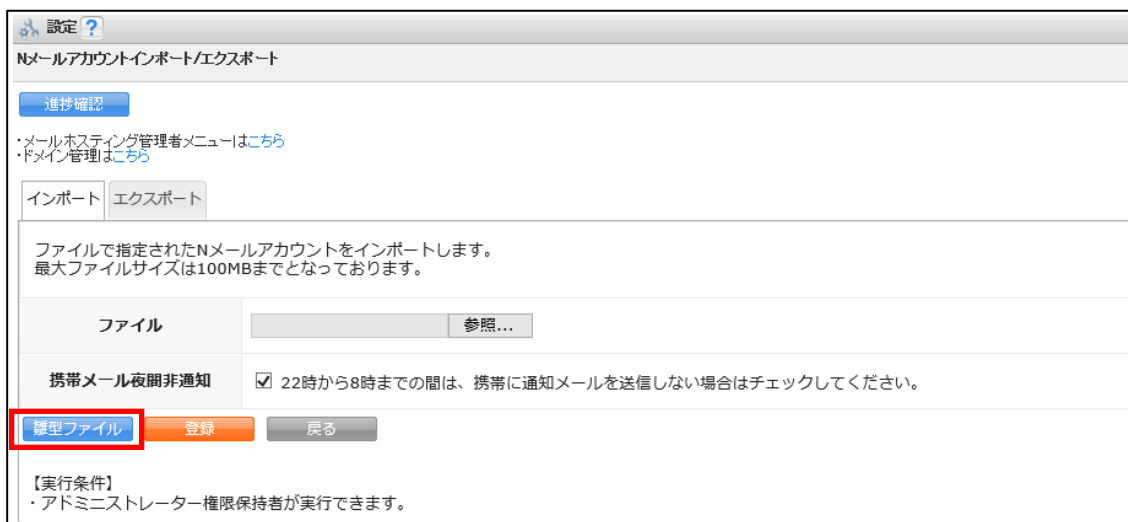 設定 ?
Nメールアカウントインポート/エクスポート
進捗確認
・メールホスティング管理者メニューはこちら
・ドメイン管理はこちら
インポート エクスポート
ファイルで指定されたNメールアカウントをインポートします。
最大ファイルサイズは100MBまでとなっております。
ファイル 参照...
携帯メール夜間非通知 22時から8時までの間は、携帯に通知メールを送信しない場合はチェックしてください。
雛型ファイル 登録 戻る
【実行条件】
・アドミニストレーター権限保持者が実行できます。